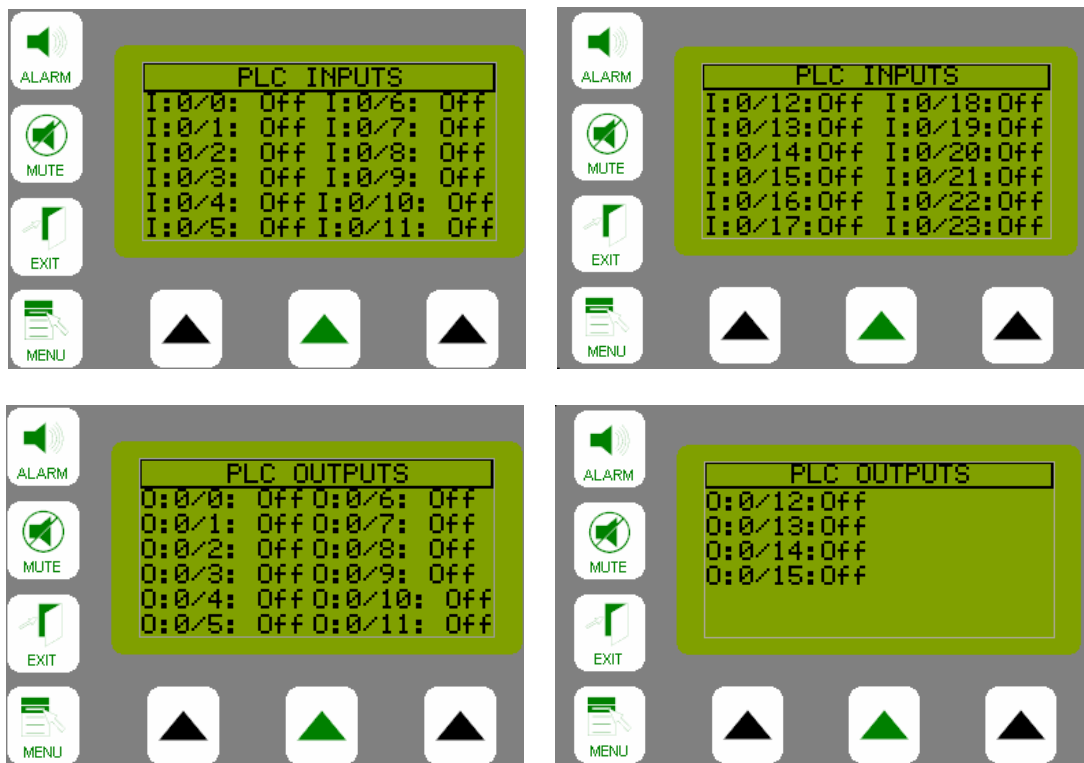 ALARM
MUTE
EXIT
MENU
PLC INPUTS
I:0/0: Off I:0/6: Off
I:0/1: Off I:0/7: Off
I:0/2: Off I:0/8: Off
I:0/3: Off I:0/9: Off
I:0/4: Off I:0/10: Off
I:0/5: Off I:0/11: Off
ALARM
MUTE
EXIT
MENU
PLC INPUTS
I:0/12:Off I:0/18:Off
I:0/13:Off I:0/19:Off
I:0/14:Off I:0/20:Off
I:0/15:Off I:0/21:Off
I:0/16:Off I:0/22:Off
I:0/17:Off I:0/23:Off
ALARM
MUTE
EXIT
MENU
PLC OUTPUTS
O:0/0: Off O:0/6: Off
O:0/1: Off O:0/7: Off
O:0/2: Off O:0/8: Off
O:0/3: Off O:0/9: Off
O:0/4: Off O:0/10: Off
O:0/5: Off O:0/11: Off
ALARM
MUTE
EXIT
MENU
PLC OUTPUTS
O:0/12:Off
O:0/13:Off
O:0/14:Off
O:0/15:Off